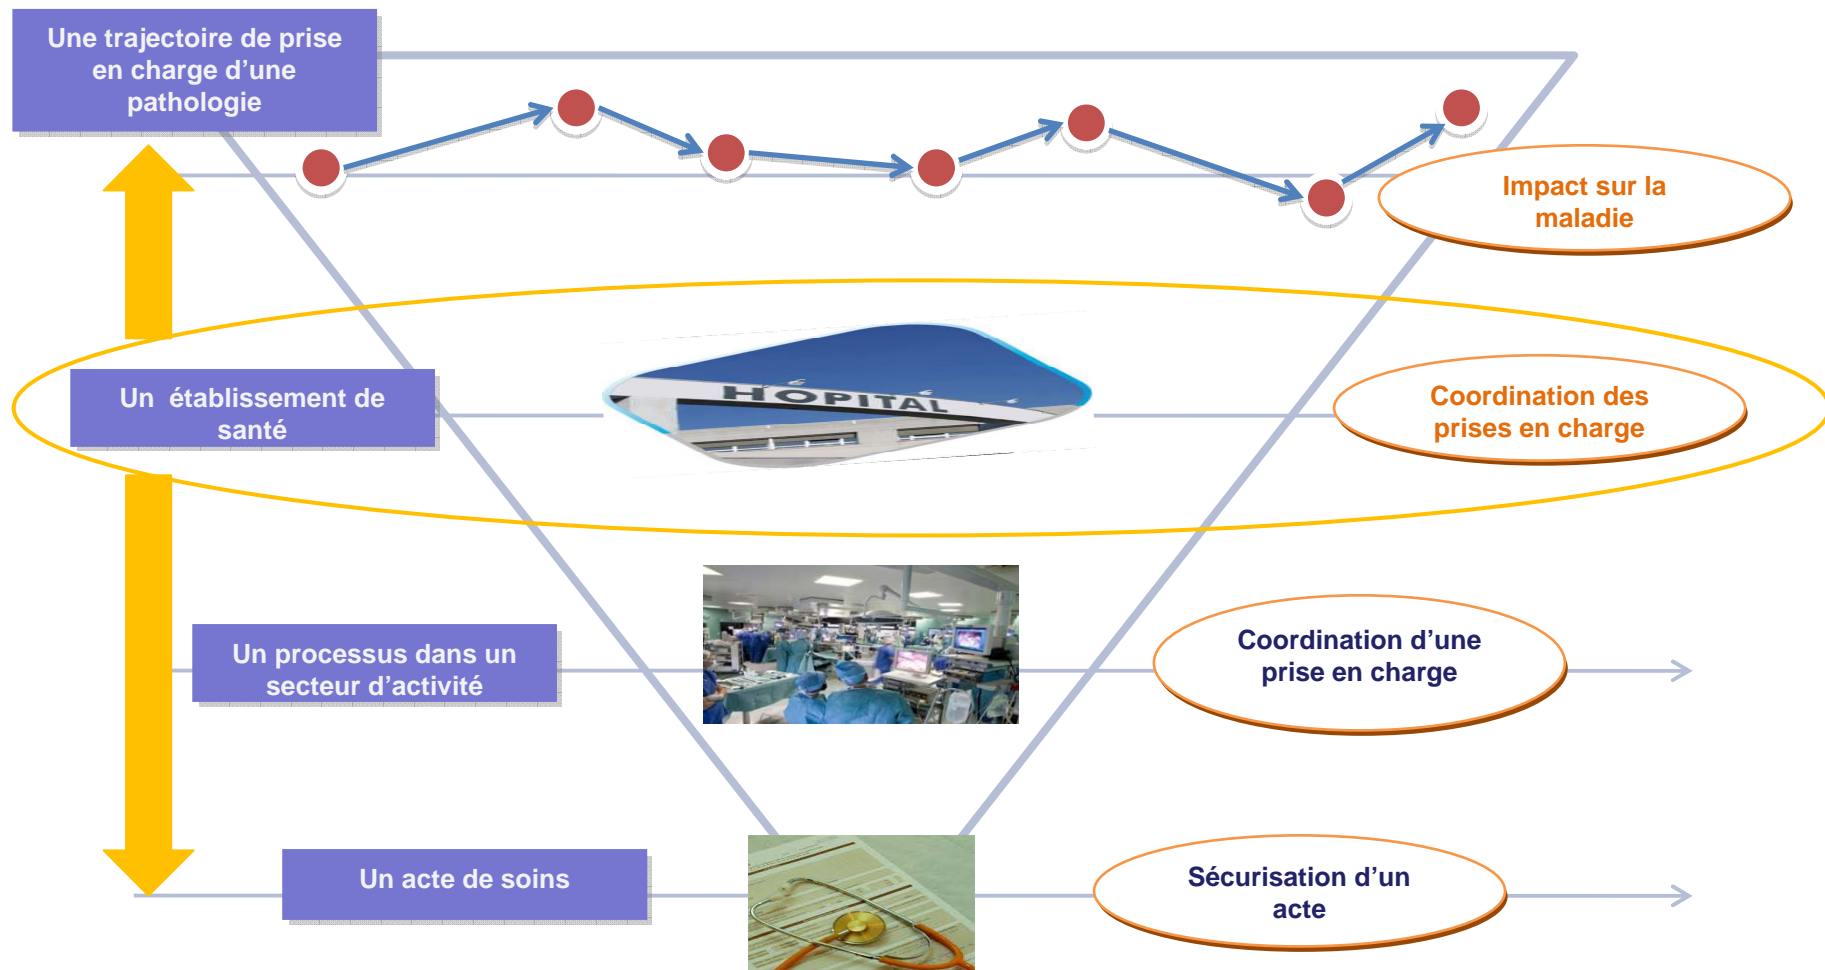 Une trajectoire de prise
en charge d’une
pathologie
Impact sur la
maladie
Un établissement de
santé
HOPITAL
Coordination des
prises en charge
Un processus dans un
secteur d’activité
Coordination d’une
prise en charge
Un acte de soins
Sécurisation d’un
acte